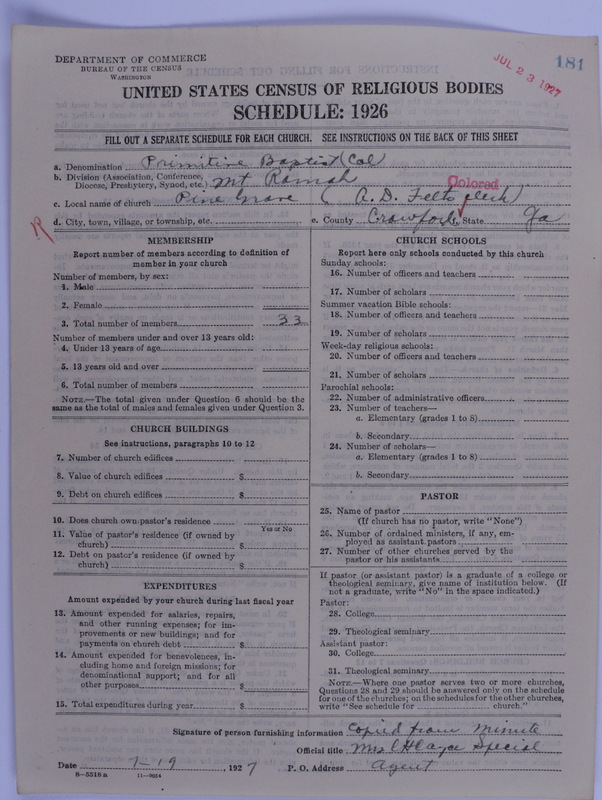 DEPARTMENT OF COMMERCE
BUREAU OF THE CENSUS
WASHINGTON
JUL 23 1927
181
UNITED STATES CENSUS OF RELIGIOUS BODIES
SCHEDULE: 1926
FILL OUT A SEPARATE SCHEDULE FOR EACH CHURCH. SEE INSTRUCTIONS ON THE BACK OF THIS SHEET
a. Denomination Primitive Baptist (Col
b. Division (Association, Conference,
Diocese, Presbytery, Synod, etc.) Mt Ramah
Colored
c. Local name of church Pine Grove (A. D. Felts clerk)
d. City, town, village, or township, etc.
e. County Crawford, State Ga
MEMBERSHIP
Report number of members according to definition of
member in your church
Number of members, by sex:
1. Male
2. Female
3. Total number of members 33
Number of members under and over 13 years old:
4. Under 13 years of age
5. 13 years old and over
6. Total number of members
NOTE.—The total given under Question 6 should be the
same as the total of males and females given under Question 3.
CHURCH BUILDINGS
See instructions, paragraphs 10 to 12
7. Number of church edifices
8. Value of church edifices $
9. Debt on church edifices $
10. Does church own pastor's residence
Yes or No
11. Value of pastor's residence (if owned by
church) $
12. Debt on pastor's residence (if owned by
church) $
EXPENDITURES
Amount expended by your church during last fiscal year
13. Amount expended for salaries, repairs,
and other running expenses; for im-
provements or new buildings; and for
payments on church debt $
14. Amount expended for benevolences, in-
cluding home and foreign missions; for
denominational support; and for all
other purposes $
15. Total expenditures during year $
CHURCH SCHOOLS
Report here only schools conducted by this church
Sunday schools:
16. Number of officers and teachers
17. Number of scholars
Summer vacation Bible schools:
18. Number of officers and teachers
19. Number of scholars
Week-day religious schools:
20. Number of officers and teachers
21. Number of scholars
Parochial schools:
22. Number of administrative officers
23. Number of teachers—
a. Elementary (grades 1 to 8)
b. Secondary
24. Number of scholars—
a. Elementary (grades 1 to 8)
b. Secondary
PASTOR
25. Name of pastor
(If church has no pastor, write "None")
26. Number of ordained ministers, if any, em-
ployed as assistant pastors
27. Number of other churches served by the
pastor or his assistants
If pastor (or assistant pastor) is a graduate of a college or
theological seminary, give name of institution below. (If
not a graduate, write "No" in the space indicated.)
Pastor:
28. College
29. Theological seminary
Assistant pastor:
30. College
31. Theological seminary
NOTE.—Where one pastor serves two or more churches,
Questions 28 and 29 should be answered only on the schedule
for one of the churches; on the schedules for the other churches,
write "See schedule for church."
Signature of person furnishing information Copied from Minute
Official title Mrs Special
Date 7-19, 1927 P. O. Address Agent
8-5518a 11-9064